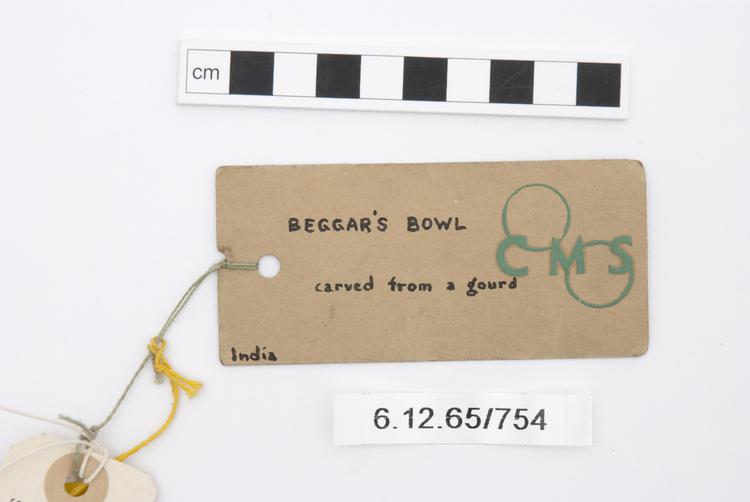 cm
BEGGAR'S BOWL
CMS
carved from a gourd
India
6.12.65/754